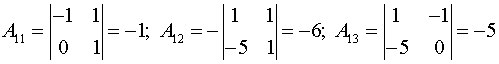 A₁₁ = |−1 1; 0 1| = −1; A₁₂ = −|1 1; −5 1| = −6; A₁₃ = |1 −1; −5 0| = −5